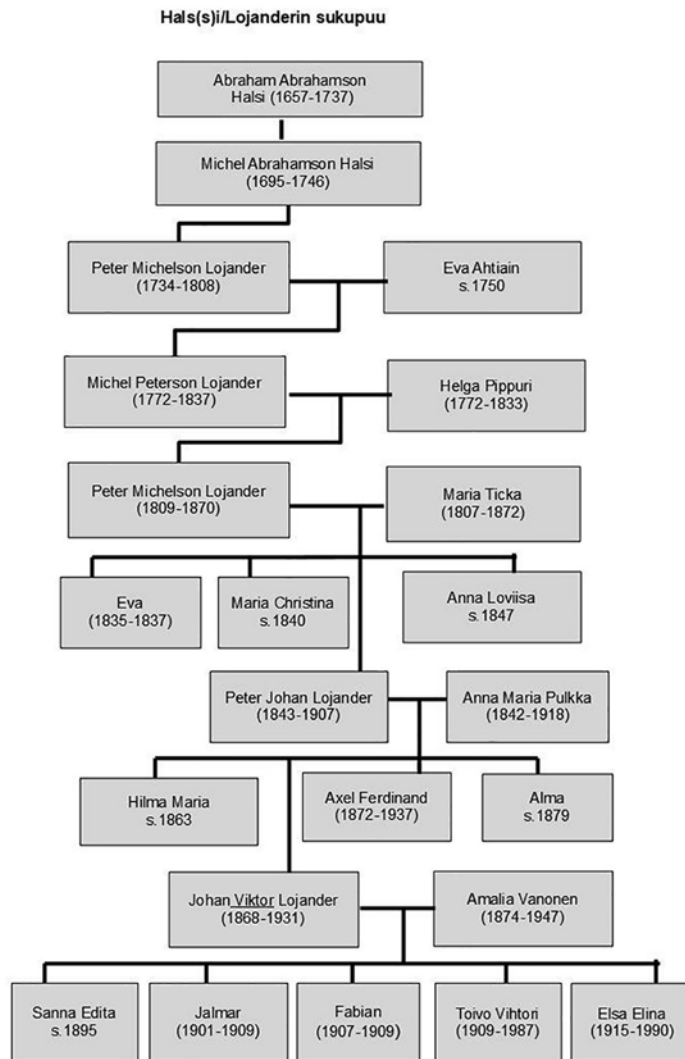 Hals(s)i/Lojanderin sukupuu
Abraham Abrahamson
Halsi (1657-1737)
Michel Abrahamson Halsi
(1695-1746)
Peter Michelson Lojander
(1734-1808)
Eva Ahtiain
s.1750
Michel Peterson Lojander
(1772-1837)
Helga Pippuri
(1772-1833)
Peter Michelson Lojander
(1809-1870)
Maria Ticka
(1807-1872)
Eva
(1835-1837)
Maria Christina
s.1840
Anna Loviisa
s.1847
Peter Johan Lojander
(1843-1907)
Anna Maria Pulkka
(1842-1918)
Hilma Maria
s.1863
Axel Ferdinand
(1872-1937)
Alma
s.1879
Johan Viktor Lojander
(1868-1931)
Amalia Vanonen
(1874-1947)
Sanna Edita
s.1895
Jalmar
(1901-1909)
Fabian
(1907-1909)
Toivo Vihtori
(1909-1987)
Elsa Elina
(1915-1990)